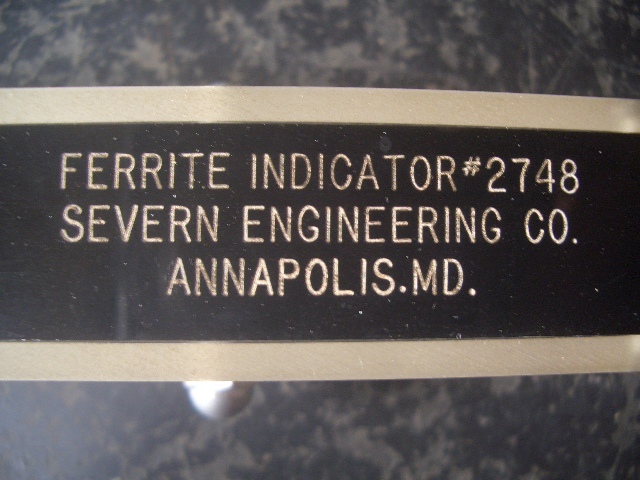 FERRITE INDICATOR #2748
SEVERN ENGINEERING CO.
ANNAPOLIS.MD.